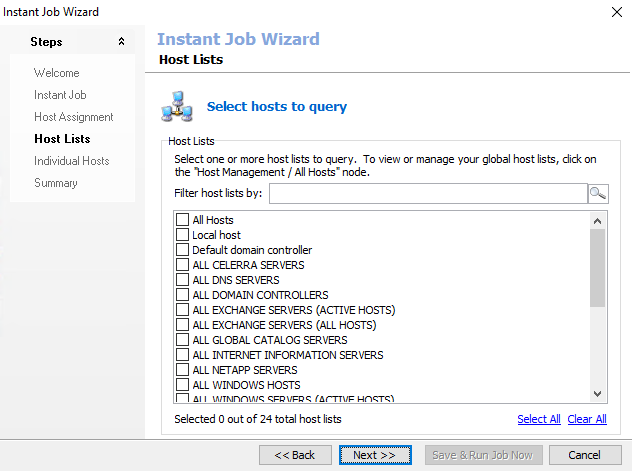 Instant Job Wizard
Steps
Welcome
Instant Job
Host Assignment
Host Lists
Individual Hosts
Summary
Instant Job Wizard
Host Lists
Select hosts to query
Host Lists
Select one or more host lists to query. To view or manage your global host lists, click on
the "Host Management / All Hosts" node.
Filter host lists by:
All Hosts
Local host
Default domain controller
ALL CELERRA SERVERS
ALL DNS SERVERS
ALL DOMAIN CONTROLLERS
ALL EXCHANGE SERVERS (ACTIVE HOSTS)
ALL EXCHANGE SERVERS (ALL HOSTS)
ALL GLOBAL CATALOG SERVERS
ALL INTERNET INFORMATION SERVERS
ALL NETAPP SERVERS
ALL WINDOWS HOSTS
ALL WINDOWS SERVERS (ACTIVE HOSTS)
Selected 0 out of 24 total host lists
Select All Clear All
<< Back Next >> Save & Run Job Now Cancel